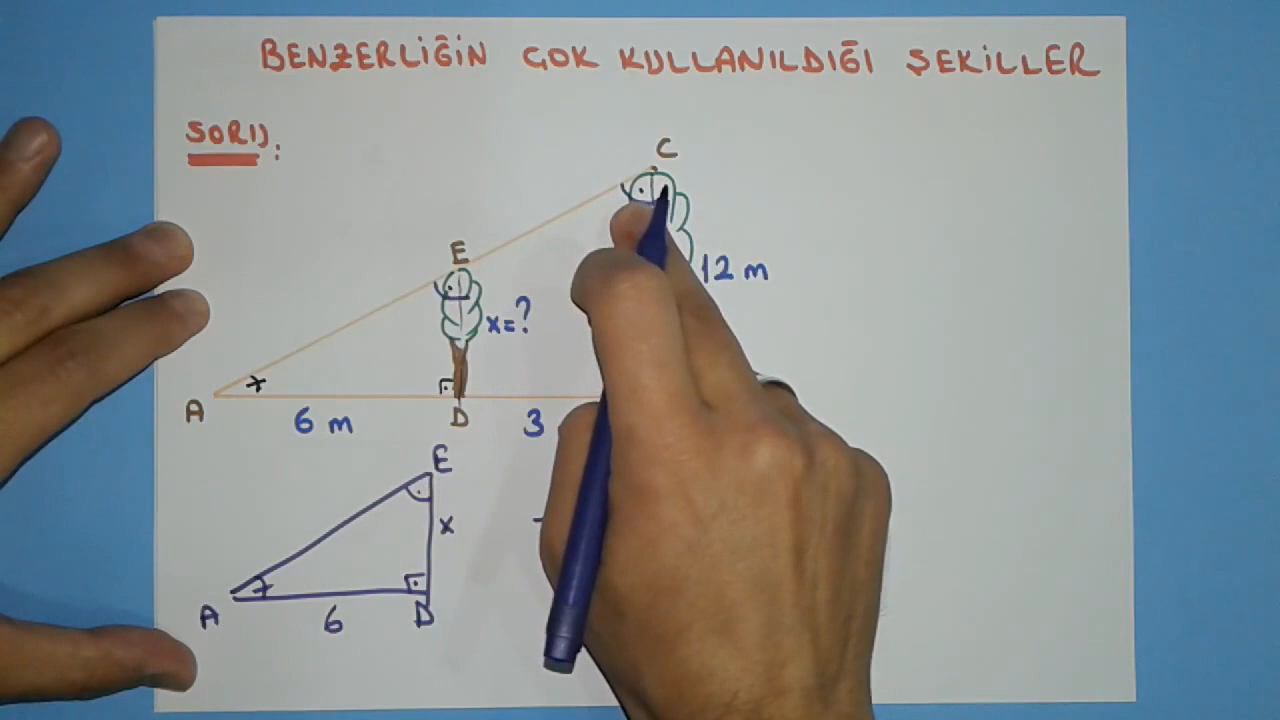 BENZERLİĞİN ÇOK KULLANILDIĞI ŞEKİLLER
SORU:
C
E
12 m
x=?
A
6 m
D
3
E
x
A
6
D